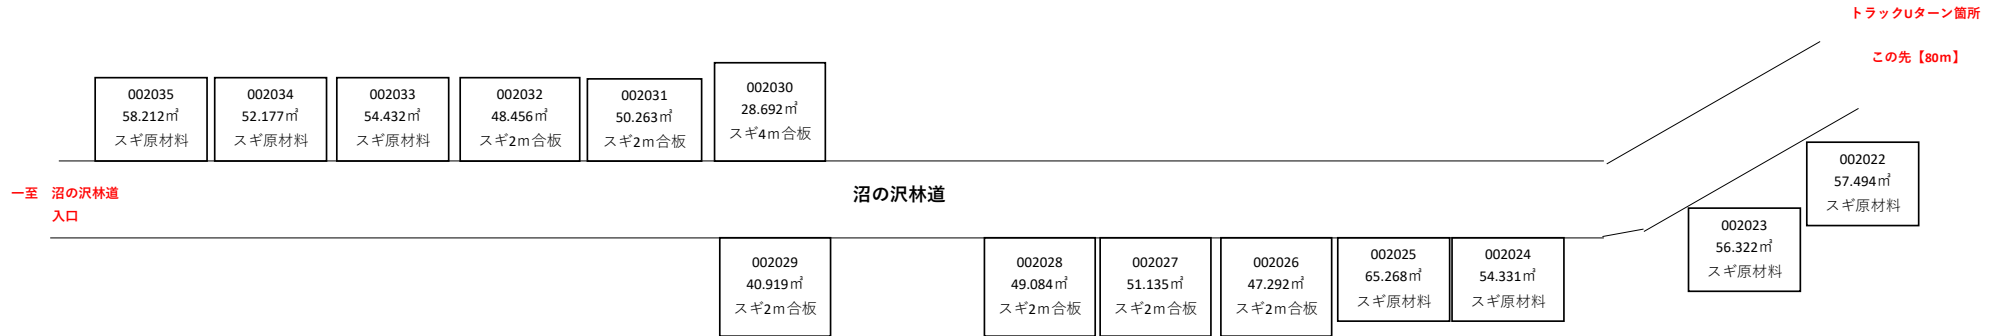 トラックUターン箇所
この先【80m】
002035
58.212㎥
スギ原材料
002034
52.177㎥
スギ原材料
002033
54.432㎥
スギ原材料
002032
48.456㎥
スギ2m合板
002031
50.263㎥
スギ2m合板
002030
28.692㎥
スギ4m合板
一至 沼の沢林道
入口
沼の沢林道
002029
40.919㎥
スギ2m合板
002028
49.084㎥
スギ2m合板
002027
51.135㎥
スギ2m合板
002026
47.292㎥
スギ2m合板
002025
65.268㎥
スギ原材料
002024
54.331㎥
スギ原材料
002023
56.322㎥
スギ原材料
002022
57.494㎥
スギ原材料